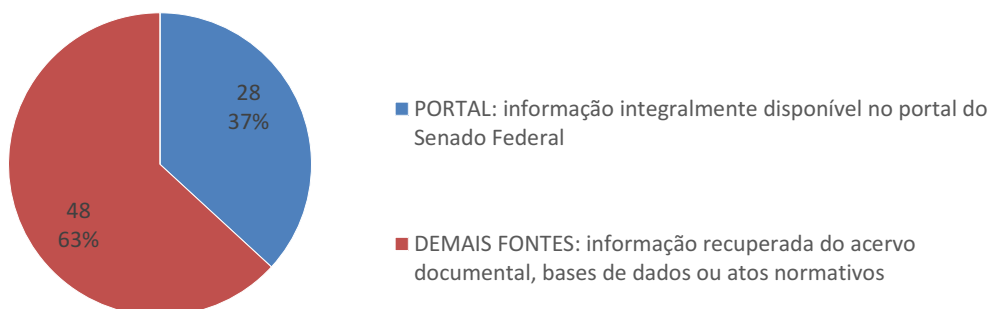 28
37%
48
63%
PORTAL: informação integralmente disponível no portal do
Senado Federal
DEMAIS FONTES: informação recuperada do acervo
documental, bases de dados ou atos normativos